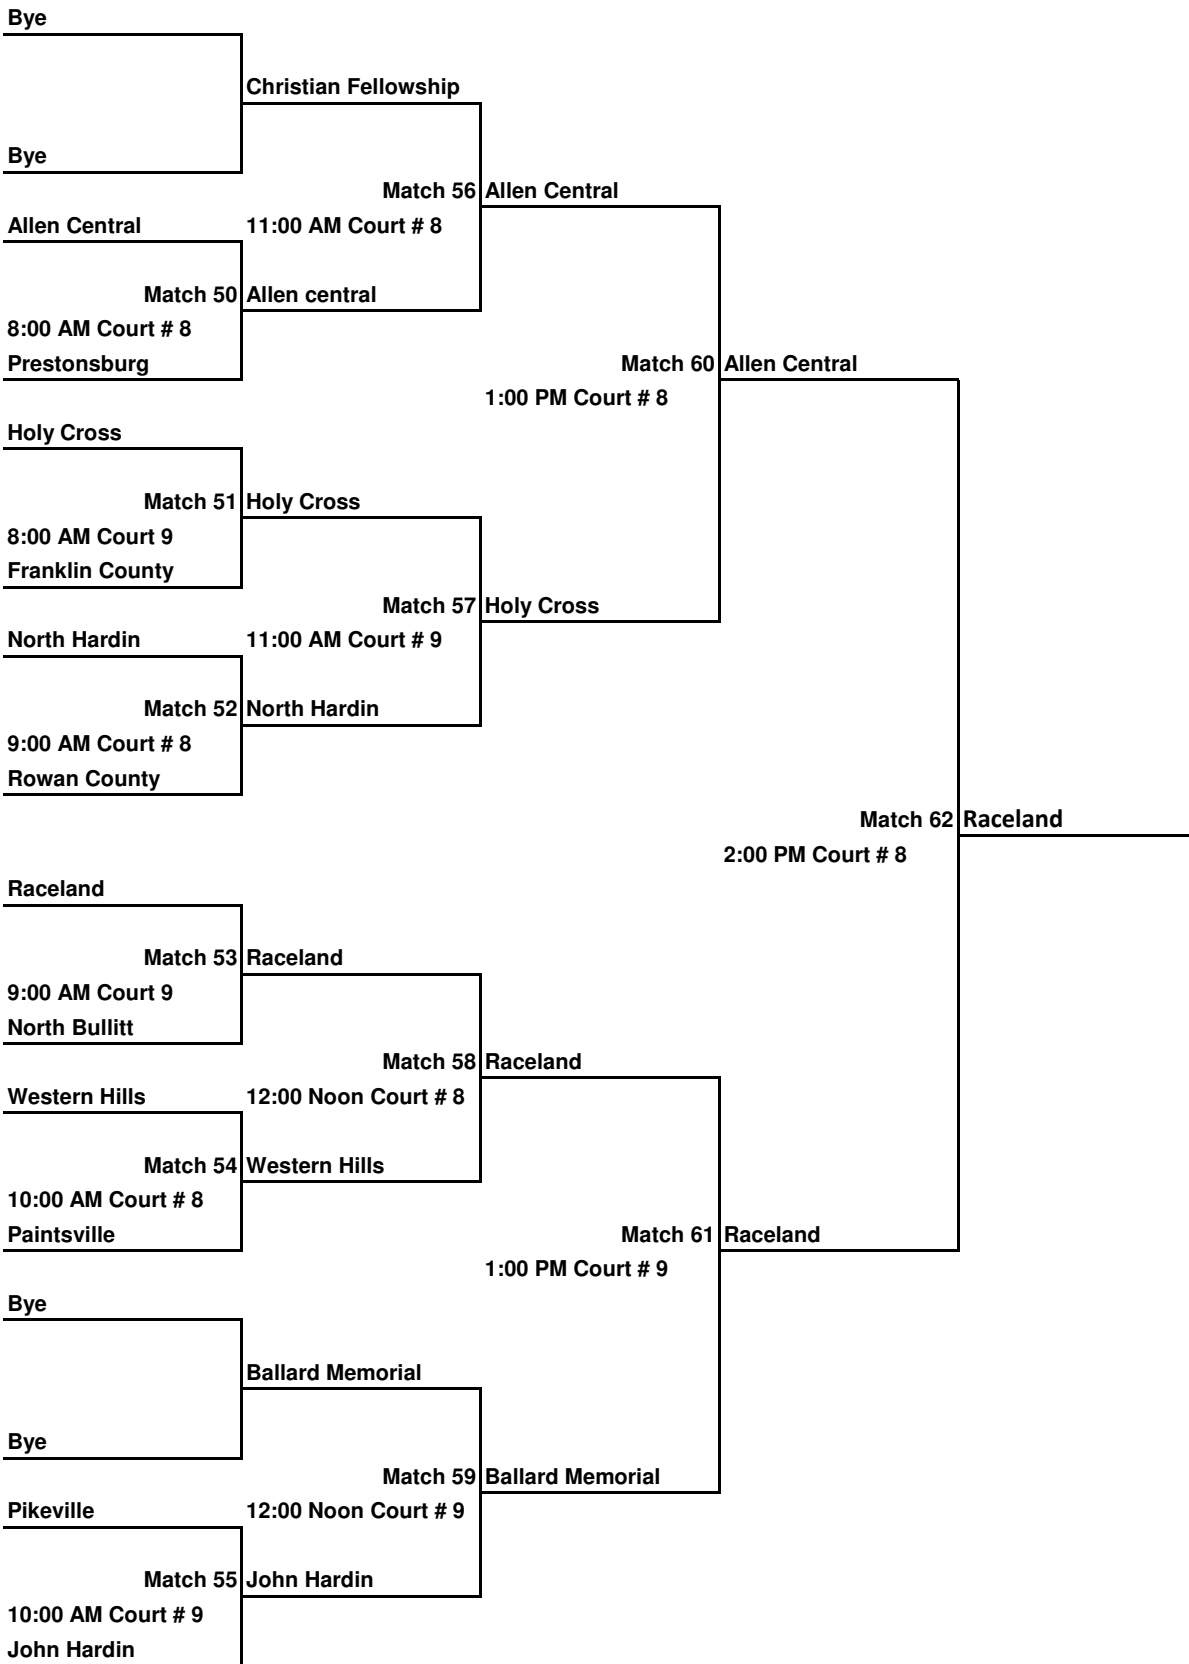 Bye
Christian Fellowship
Bye
Match 56 Allen Central
Allen Central 11:00 AM Court # 8
Match 50 Allen central
8:00 AM Court # 8
Prestonsburg
Match 60 Allen Central
1:00 PM Court # 8
Holy Cross
Match 51 Holy Cross
8:00 AM Court 9
Franklin County
Match 57 Holy Cross
North Hardin 11:00 AM Court # 9
Match 52 North Hardin
9:00 AM Court # 8
Rowan County
Match 62 Raceland
2:00 PM Court # 8
Raceland
Match 53 Raceland
9:00 AM Court 9
North Bullitt
Match 58 Raceland
Western Hills 12:00 Noon Court # 8
Match 54 Western Hills
10:00 AM Court # 8
Paintsville
Match 61 Raceland
1:00 PM Court # 9
Bye
Ballard Memorial
Bye
Match 59 Ballard Memorial
Pikeville 12:00 Noon Court # 9
Match 55 John Hardin
10:00 AM Court # 9
John Hardin